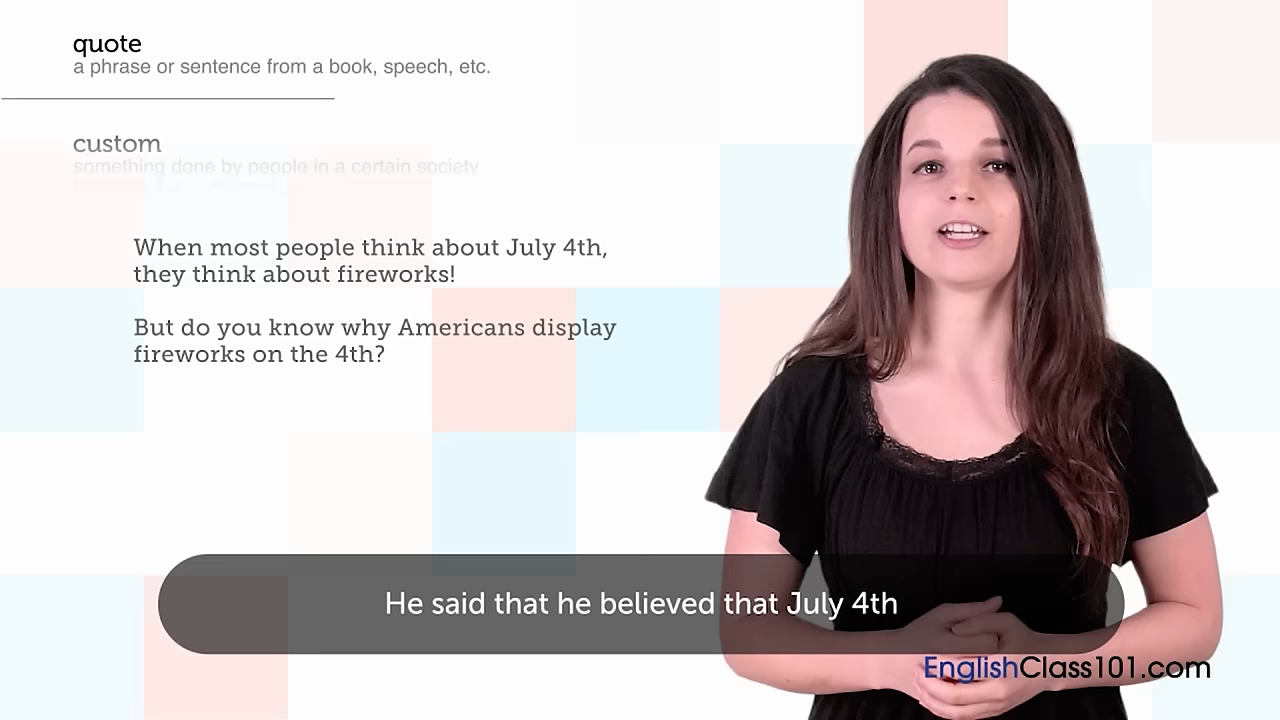 quote
a phrase or sentence from a book, speech, etc.
custom
something done by people in a certain society
When most people think about July 4th,
they think about fireworks!
But do you know why Americans display
fireworks on the 4th?
He said that he believed that July 4th
EnglishClass101.com